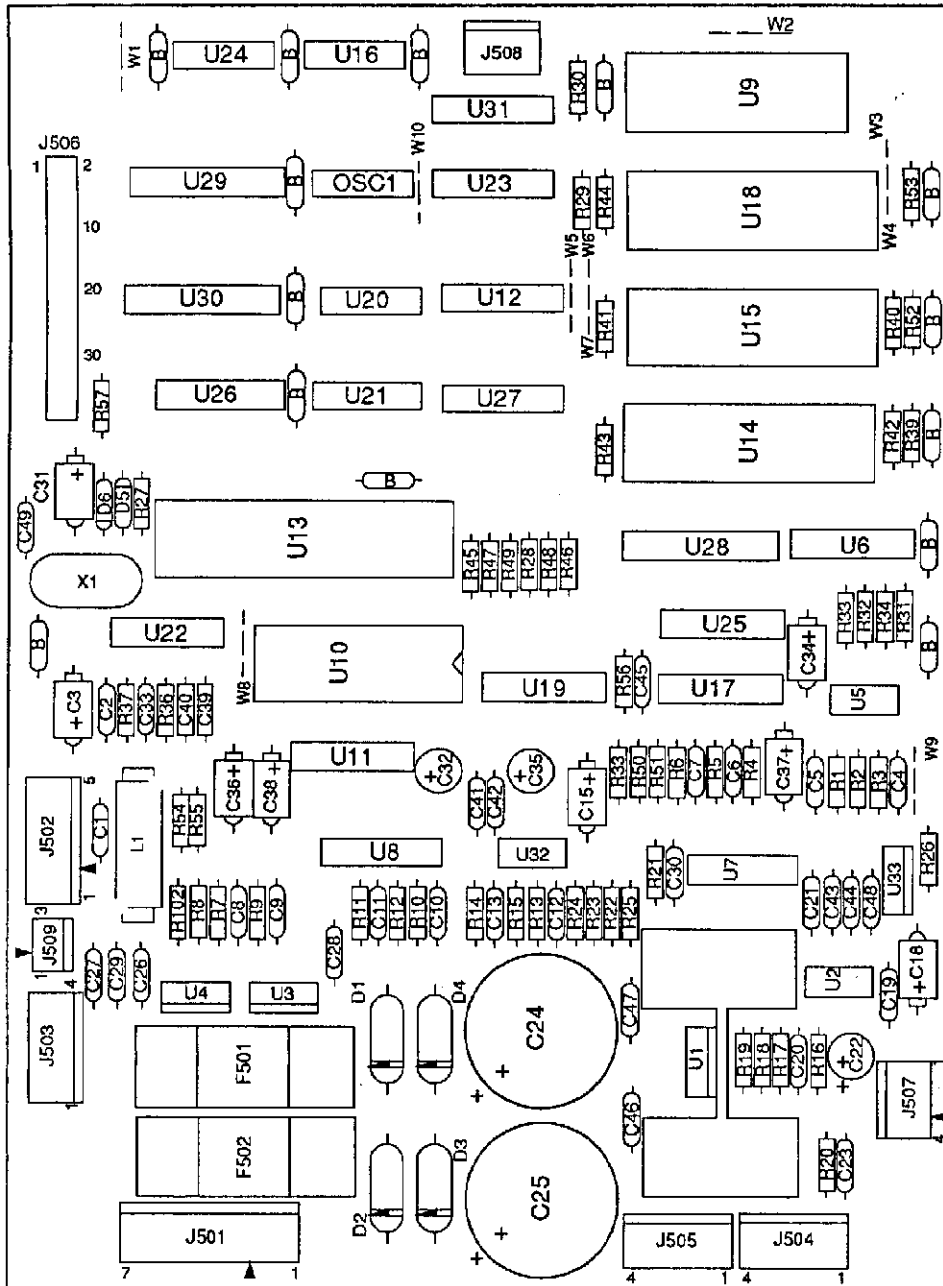 W1
B
U24
B
U16
B
J508
R30
B
W2
U9
U31
W10
W3
J506
1
2
U29
B
OSC1
U23
R29
R44
U18
R53
B
10
W4
W5
W6
20
U30
B
U20
U12
R41
U15
R40
R52
B
W7
30
R57
U26
B
U21
U27
R43
U14
R42
R39
B
C31
+
D6
D5
R27
B
C49
U13
R45
R47
R49
R28
R48
R46
U28
U6
B
X1
B
U22
W8
U10
U19
R56
C45
U25
U17
C34+
R33
R32
R34
R31
B
U5
+C3
C2
R37
C33
R36
C40
C39
U11
C36+
C38+
+C32
+C35
C41
C42
C15+
R33
R50
R51
R6
C7
R5
C6
R4
C37+
C5
R1
R2
R3
C4
W9
J502
5
1
C1
L1
R54
R55
U8
U32
R21
C30
U7
U33
R26
J509
3
1
R102
R8
R7
C8
R9
C9
R11
C11
R12
R10
C10
R14
C13
R15
R13
C12
R24
R23
R22
R25
C21
C43
C44
C48
C28
C27
C29
C26
U4
U3
U2
C19
+C18
J503
4
1
D1
D4
C24
+
+
C47
U1
R19
R18
R17
C20
R16
C22
+
+
F501
J507
4
C46
F502
D2
D3
C25
+
+
R20
C23
J501
7
1
J505
4
1
J504
4
1